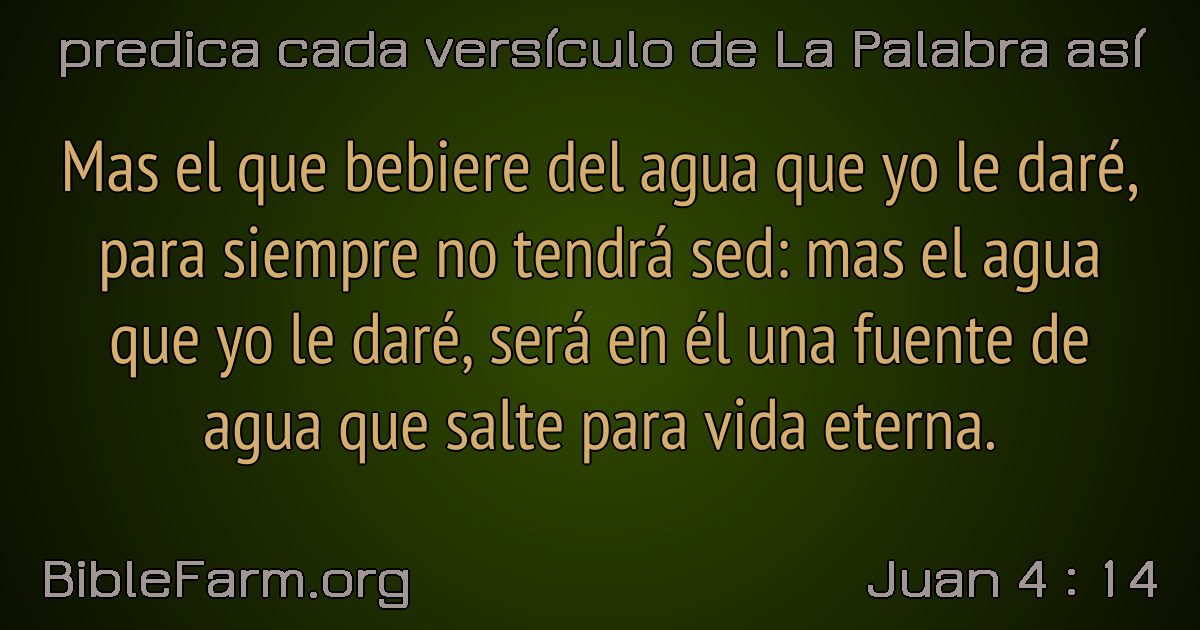 predica cada versículo de La Palabra así
Mas el que bebiere del agua que yo le daré,
para siempre no tendrá sed: mas el agua
que yo le daré, será en él una fuente de
agua que salte para vida eterna.
BibleFarm.org
Juan 4 : 14